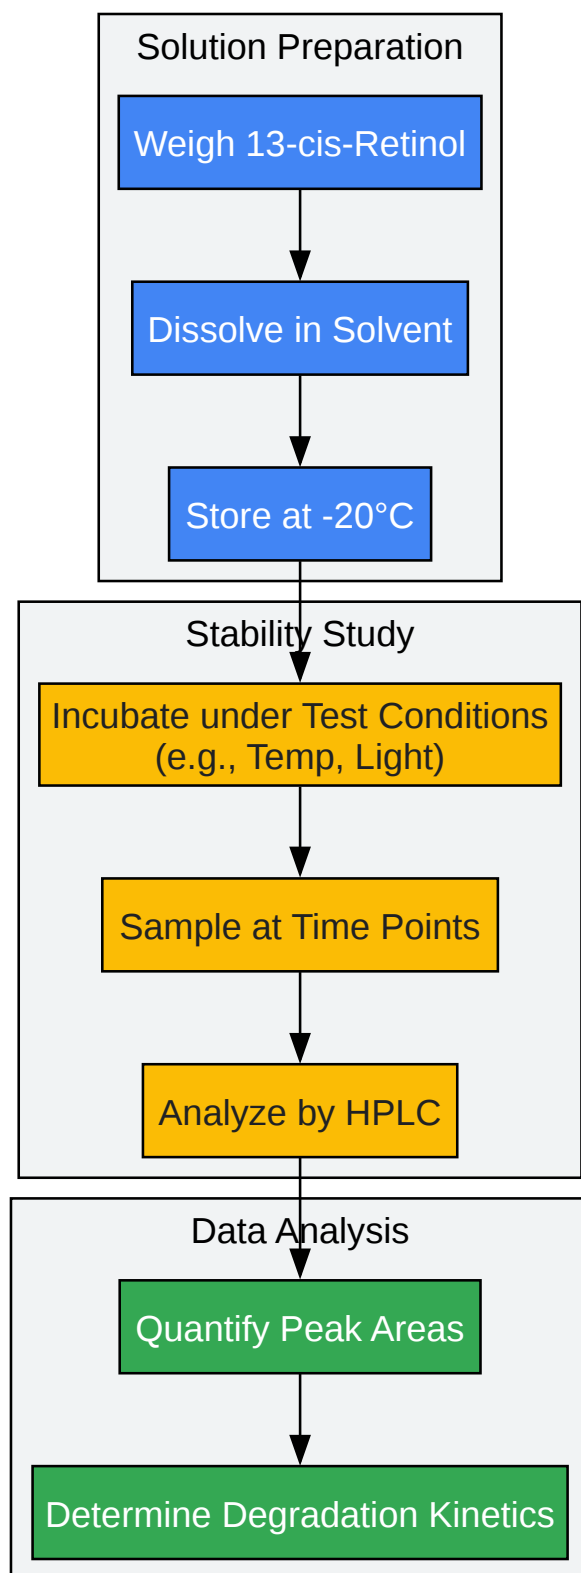 Solution Preparation
Weigh 13-cis-Retinol
Dissolve in Solvent
Store at -20°C
Stability Study
Incubate under Test Conditions
(e.g., Temp, Light)
Sample at Time Points
Analyze by HPLC
Data Analysis
Quantify Peak Areas
Determine Degradation Kinetics